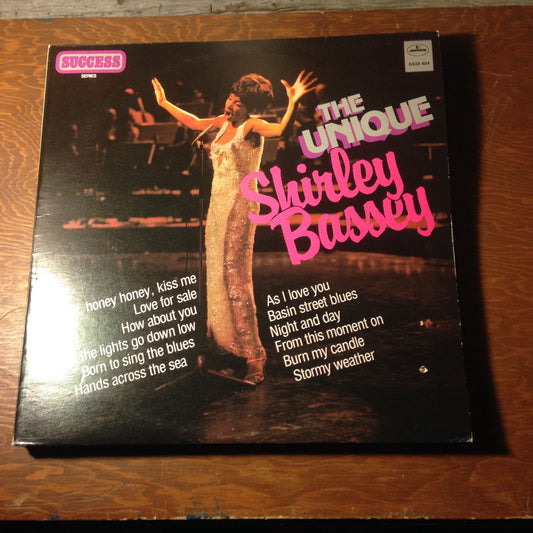 SUCCESS
SERIES
6438 404
THE
UNIQUE
Shirley
Bassey
honey honey, kiss me
Love for sale
How about you
the lights go down low
Born to sing the blues
Hands across the sea
As I love you
Basin street blues
Night and day
From this moment on
Burn my candle
Stormy weather